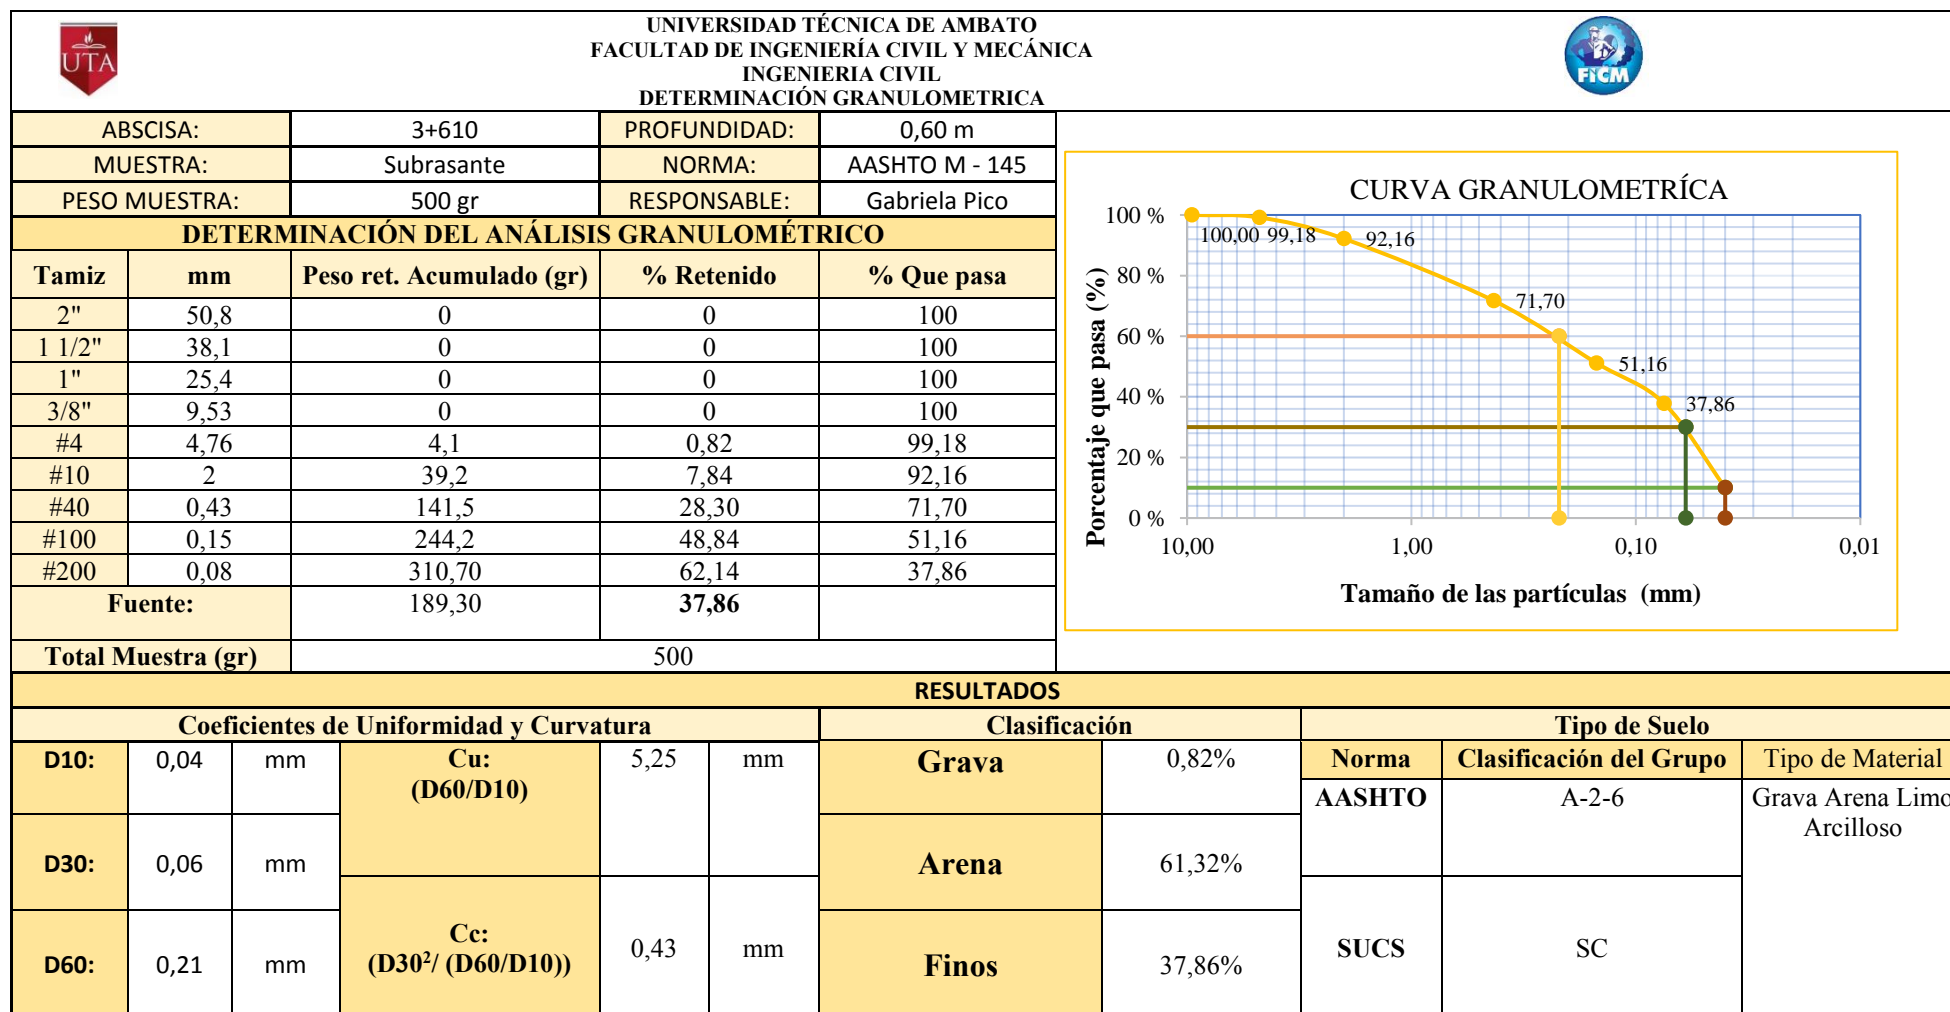 UTA
UNIVERSIDAD TÉCNICA DE AMBATO
FACULTAD DE INGENIERÍA CIVIL Y MECÁNICA
INGENIERIA CIVIL
DETERMINACIÓN GRANULOMETRICA
FICM
ABSCISA: 3+610 PROFUNDIDAD: 0,60 m
MUESTRA: Subrasante NORMA: AASHTO M - 145
PESO MUESTRA: 500 gr RESPONSABLE: Gabriela Pico
DETERMINACIÓN DEL ANÁLISIS GRANULOMÉTRICO
Tamiz mm Peso ret. Acumulado (gr) % Retenido % Que pasa
2" 50,8 0 0 100
1 1/2" 38,1 0 0 100
1" 25,4 0 0 100
3/8" 9,53 0 0 100
#4 4,76 4,1 0,82 99,18
#10 2 39,2 7,84 92,16
#40 0,43 141,5 28,30 71,70
#100 0,15 244,2 48,84 51,16
#200 0,08 310,70 62,14 37,86
Fuente: 189,30 37,86
Total Muestra (gr) 500
CURVA GRANULOMETRÍCA
Porcentaje que pasa (%)
100 %
80 %
60 %
40 %
20 %
0 %
100,00 99,18 92,16
71,70
51,16
37,86
10,00 1,00 0,10 0,01
Tamaño de las partículas (mm)
RESULTADOS
Coeficientes de Uniformidad y Curvatura Clasificación Tipo de Suelo
D10: 0,04 mm Cu: 5,25 mm Grava 0,82% Norma Clasificación del Grupo Tipo de Material
(D60/D10)
AASHTO A-2-6 Grava Arena Limo
Arcilloso
D30: 0,06 mm Arena 61,32%
Cc: 0,43 mm
D60: 0,21 mm (D30²/ (D60/D10)) Finos 37,86% SUCS SC